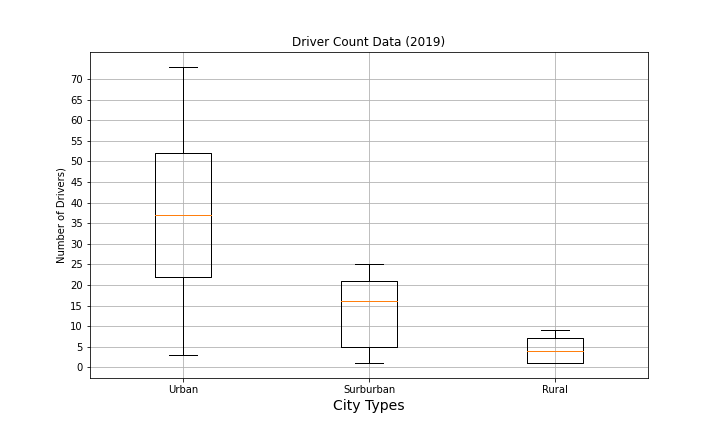 Driver Count Data (2019)
Number of Drivers)
70
65
60
55
50
45
40
35
30
25
20
15
10
5
0
Urban
Surburban
Rural
City Types